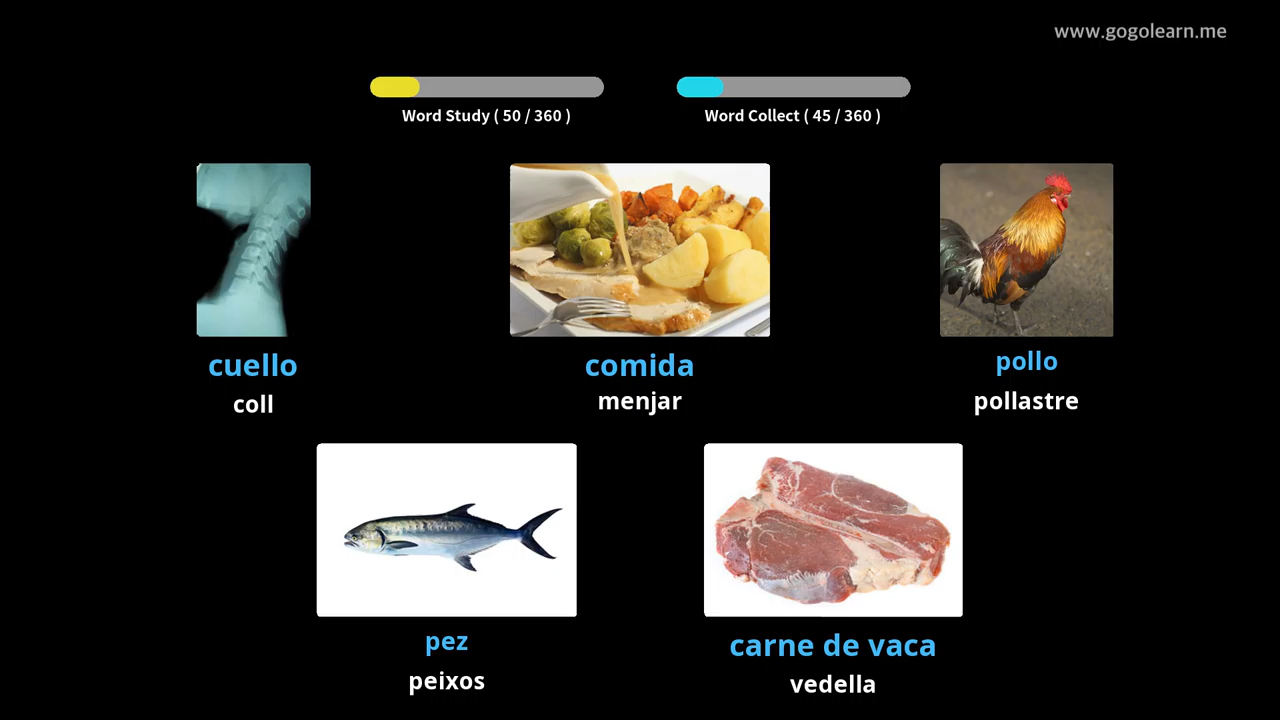 www.gogolearn.me
Word Study ( 50 / 360 )
Word Collect ( 45 / 360 )
cuello
coll
comida
menjar
pollo
pollastre
pez
peixos
carne de vaca
vedella